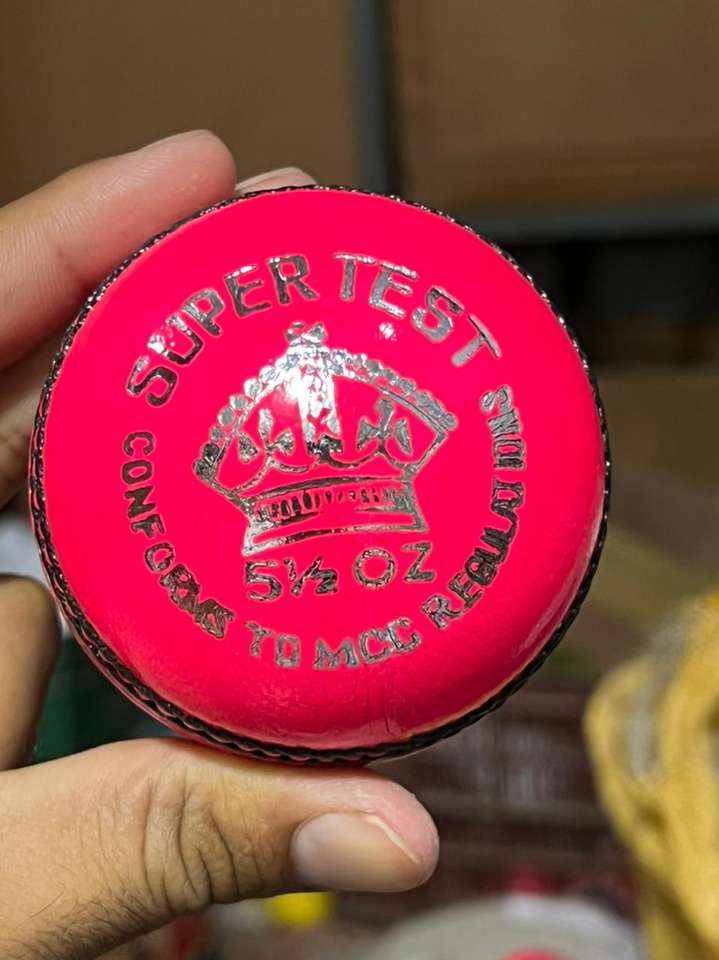 SUPER TEST
5½ OZ
CONFORMS TO MCC REGULATIONS